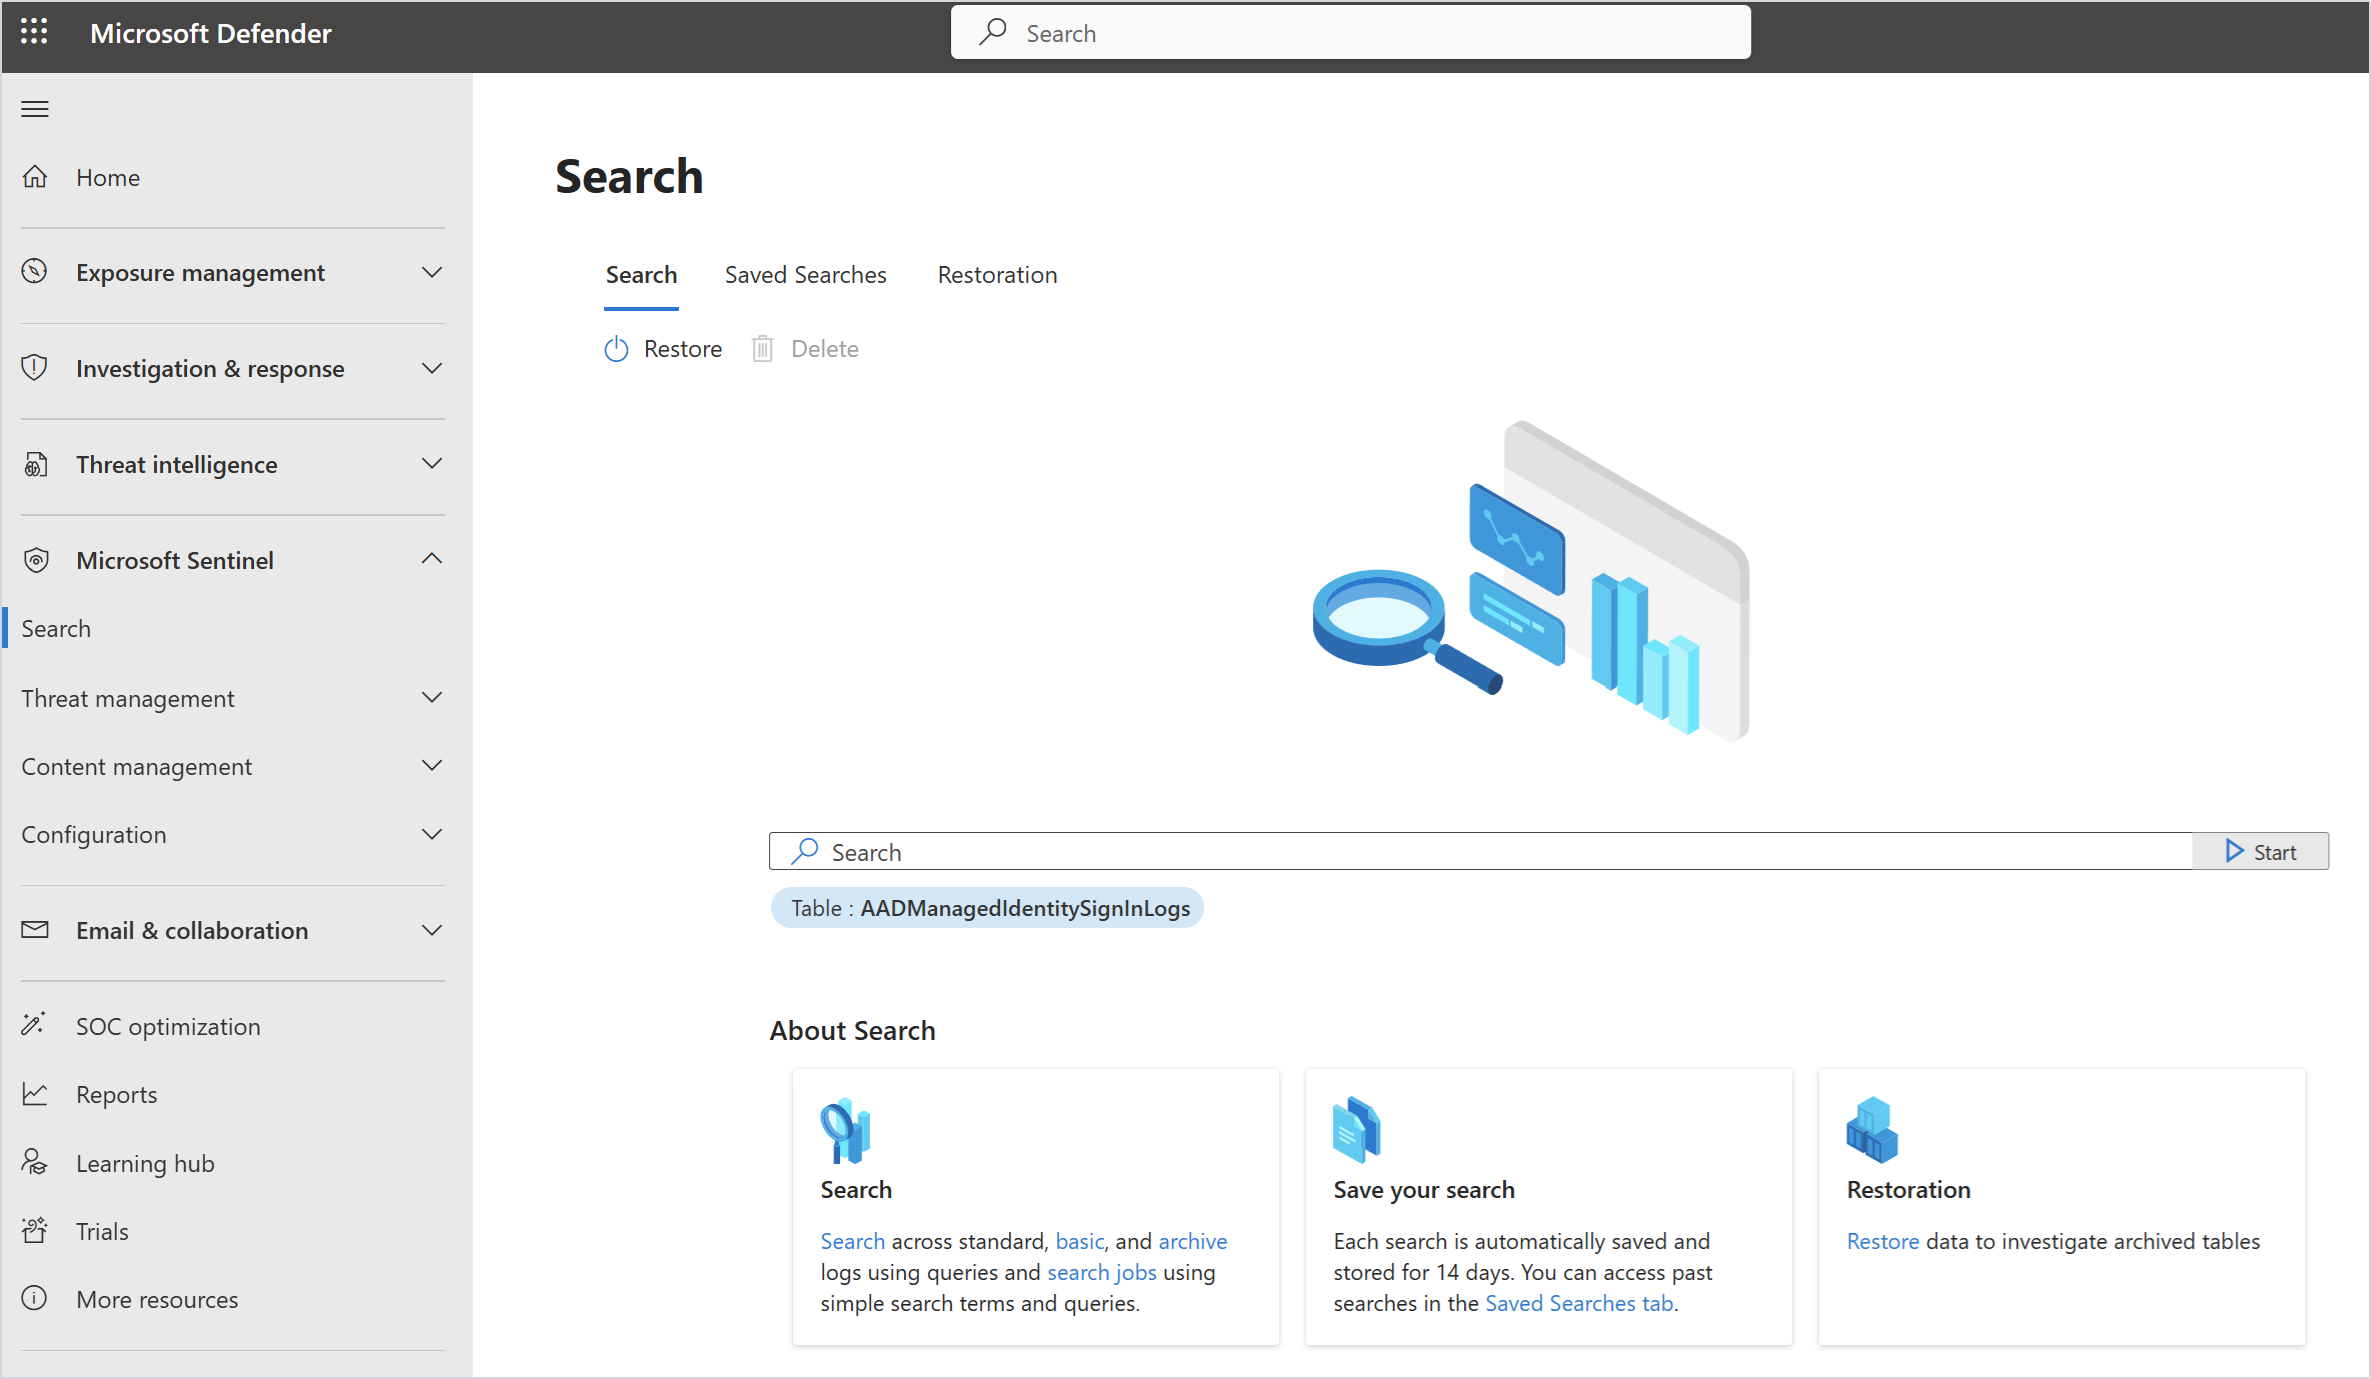 Microsoft Defender
Search
Home
Exposure management
Investigation & response
Threat intelligence
Microsoft Sentinel
Search
Threat management
Content management
Configuration
Email & collaboration
SOC optimization
Reports
Learning hub
Trials
More resources
Search
Search Saved Searches Restoration
Restore Delete
Search Start
Table : AADManagedIdentitySignInLogs
About Search
Search
Search across standard, basic, and archive
logs using queries and search jobs using
simple search terms and queries.
Save your search
Each search is automatically saved and
stored for 14 days. You can access past
searches in the Saved Searches tab.
Restoration
Restore data to investigate archived tables